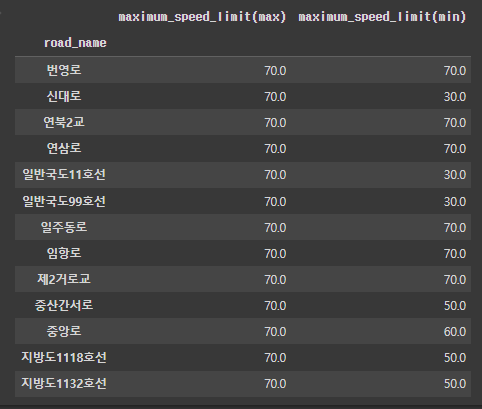 maximum_speed_limit(max) maximum_speed_limit(min)
road_name
번영로 70.0 70.0
신대로 70.0 30.0
연북2교 70.0 70.0
연삼로 70.0 70.0
일반국도11호선 70.0 30.0
일반국도99호선 70.0 30.0
일주동로 70.0 70.0
임항로 70.0 70.0
제2거로교 70.0 70.0
중산간서로 70.0 50.0
중앙로 70.0 60.0
지방도1118호선 70.0 50.0
지방도1132호선 70.0 50.0